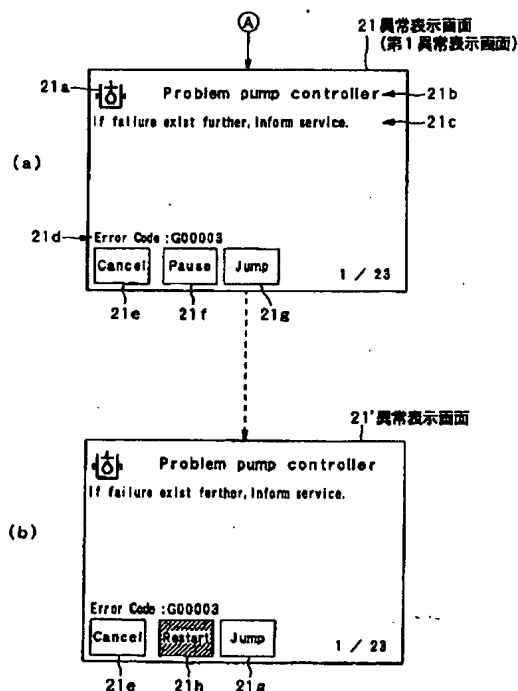 A
21 異常表示画面
(第1異常表示画面)
21a
Problem pump controller
21b
If failure exist further, Inform service.
21c
(a)
21d
Error Code :G00003
Cancel
Pause
Jump
1 / 23
21e
21f
21g
21'異常表示画面
Problem pump controller
If failure exist further, Inform service.
(b)
Error Code :G00003
Cancel
Restart
Jump
1 / 23
21e
21h
21g